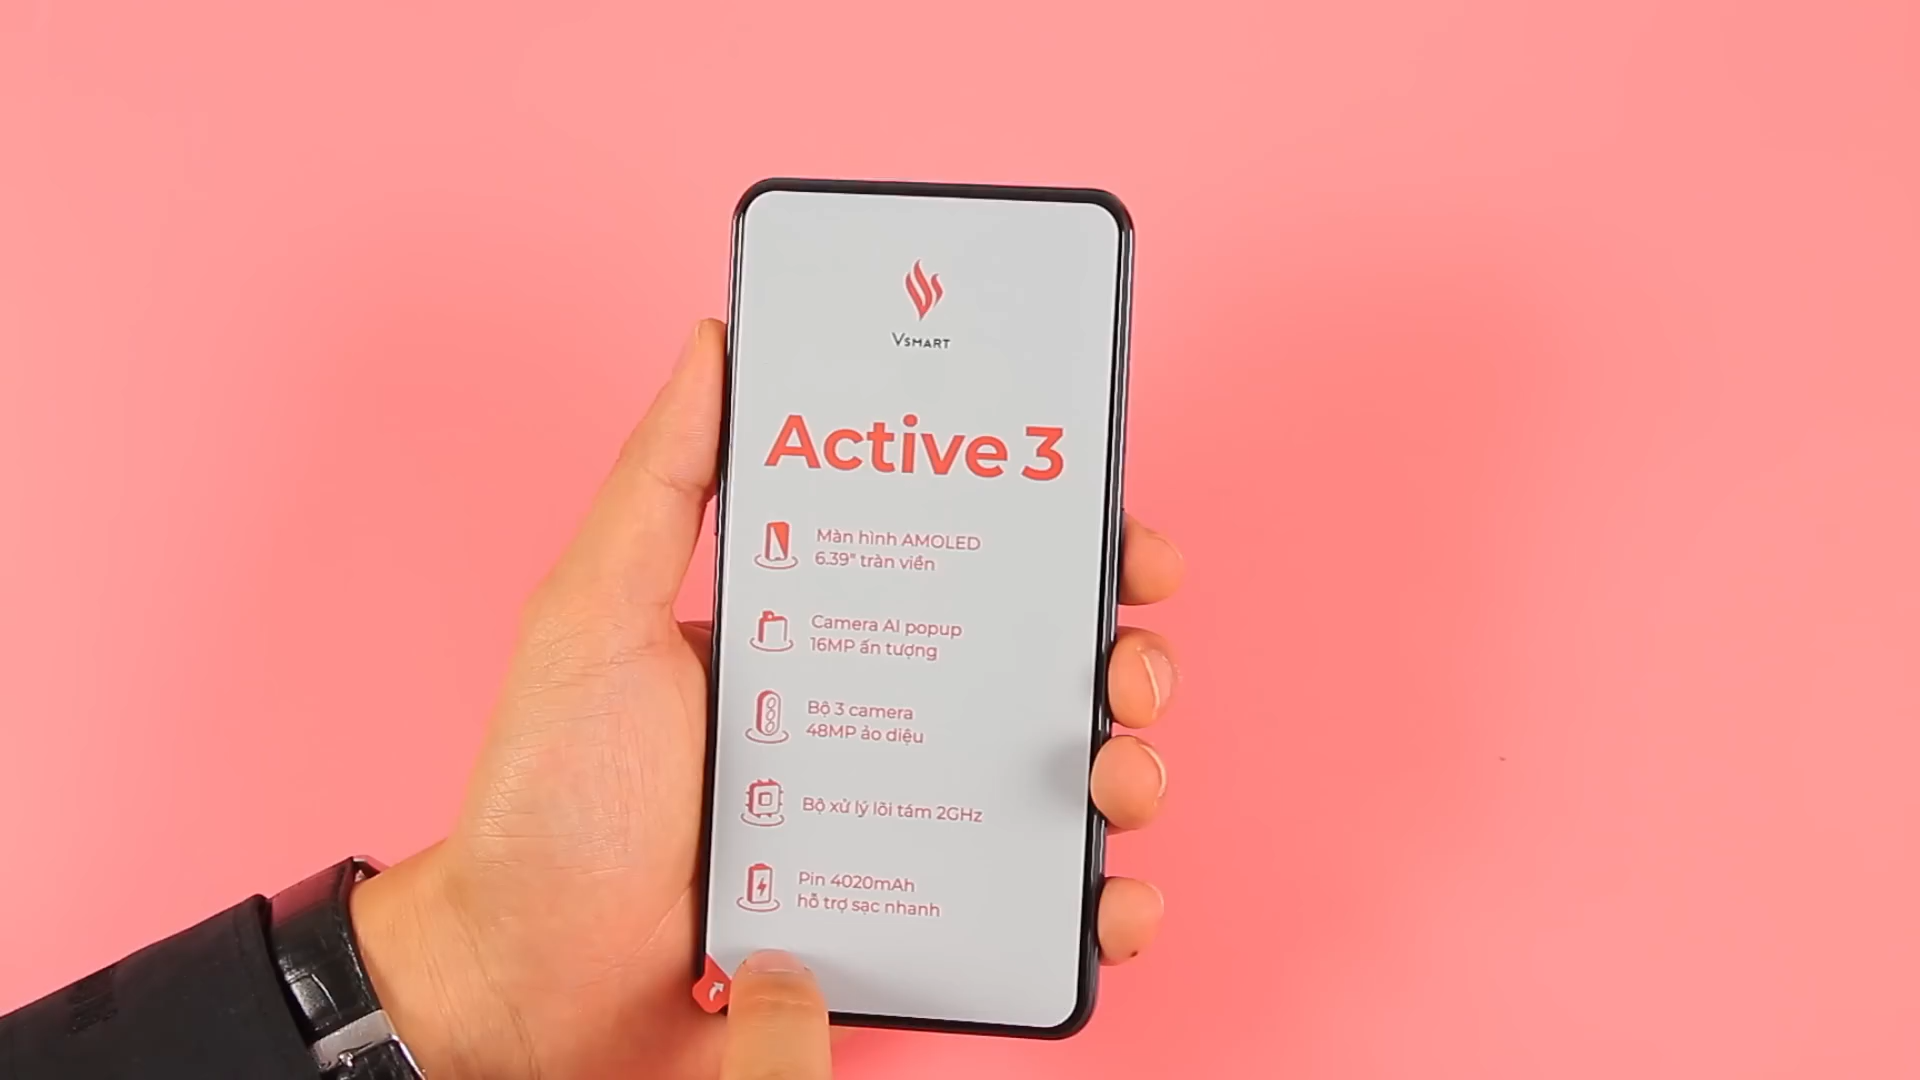 VSMART
Active 3
Màn hình AMOLED
6.39" tràn viền
Camera AI popup
16MP ấn tượng
Bộ 3 camera
48MP ảo diệu
Bộ xử lý lõi tám 2GHz
Pin 4020mAh
hỗ trợ sạc nhanh